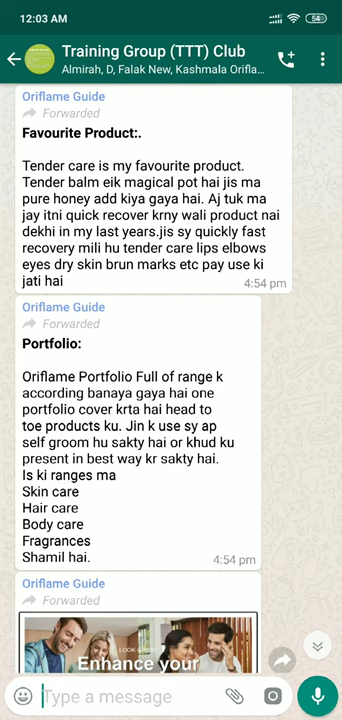 12:03 AM
54
Training Group (TTT) Club
Almirah, D, Falak New, Kashmala Orifla...
Oriflame Guide
Forwarded
Favourite Product:.
Tender care is my favourite product.
Tender balm eik magical pot hai jis ma
pure honey add kiya gaya hai. Aj tuk ma
jay itni quick recover krny wali product nai
dekhi in my last years.jis sy quickly fast
recovery mili hu tender care lips elbows
eyes dry skin brun marks etc pay use ki
jati hai
4:54 pm
Oriflame Guide
Forwarded
Portfolio:
Oriflame Portfolio Full of range k
according banaya gaya hai one
portfolio cover krta hai head to
toe products ku. Jin k use sy ap
self groom hu sakty hai or khud ku
present in best way kr sakty hai.
Is ki ranges ma
Skin care
Hair care
Body care
Fragrances
Shamil hai.
4:54 pm
Oriflame Guide
Forwarded
LOOK GREAT
Enhance your
Type a message